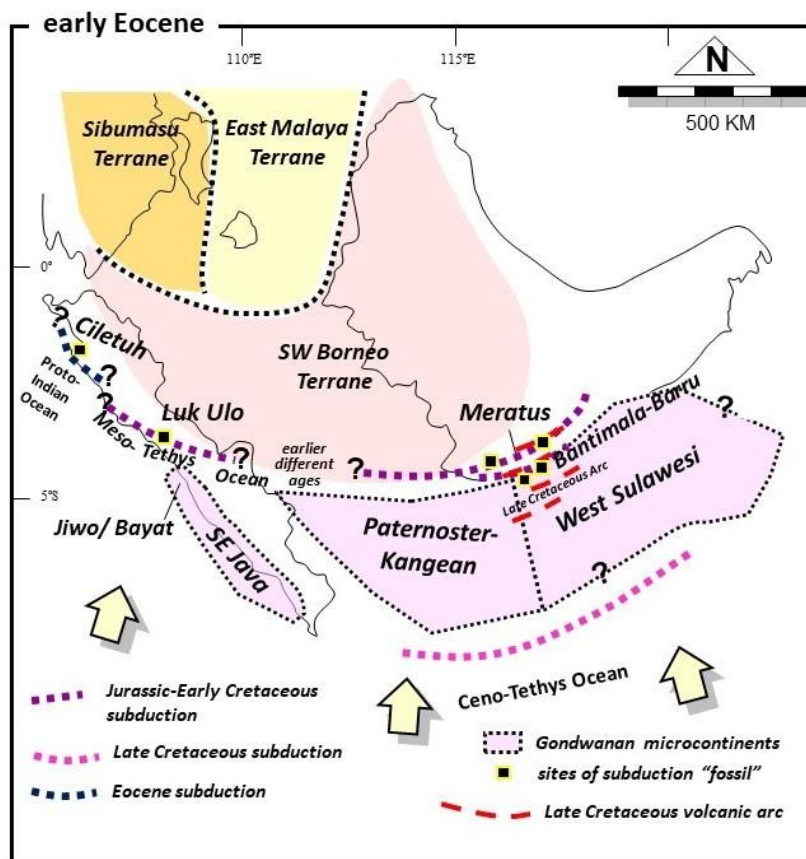 early Eocene
110°E
115°E
N
500 KM
Sibumasu
Terrane
East Malaya
Terrane
0°
?
Ciletuh
?
Proto-
Indian
Ocean
SW Borneo
Terrane
?
Luk Ulo
Meso- Tethys
Ocean
?
earlier
different
ages
?
Meratus
Bantimala-Barru
?
Late Cretaceous Arc
West Sulawesi
5°S
Jiwo/ Bayat
SE Java
Paternoster-
Kangean
?
Ceno-Tethys Ocean
Jurassic-Early Cretaceous
subduction
Late Cretaceous subduction
Eocene subduction
Gondwanan microcontinents
sites of subduction “fossil”
Late Cretaceous volcanic arc